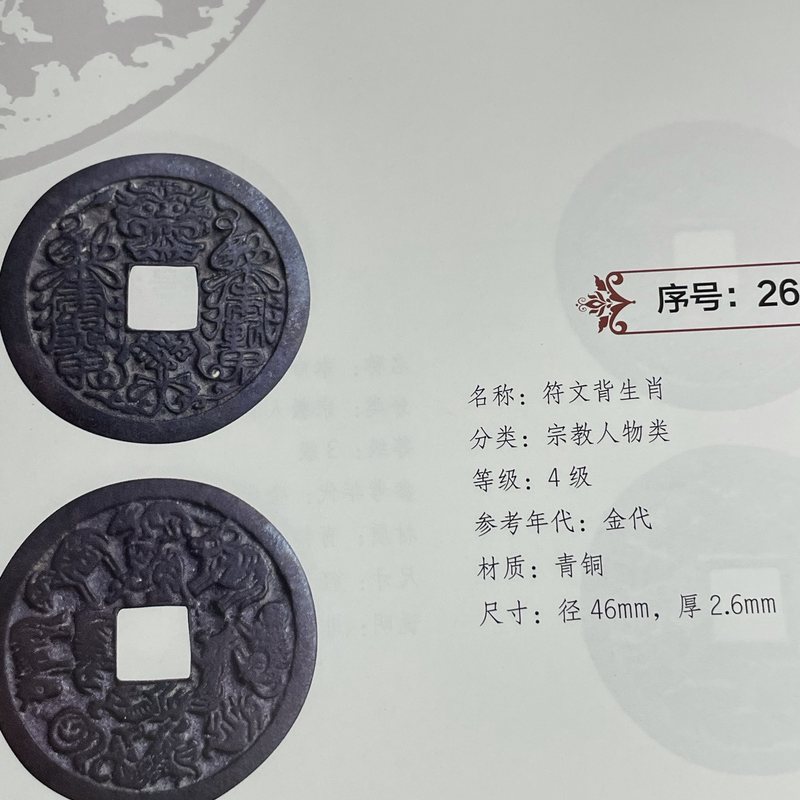 序号：26
名称：符文背生肖
分类：宗教人物类
等级：4级
参考年代：金代
材质：青铜
尺寸：径46mm，厚2.6mm